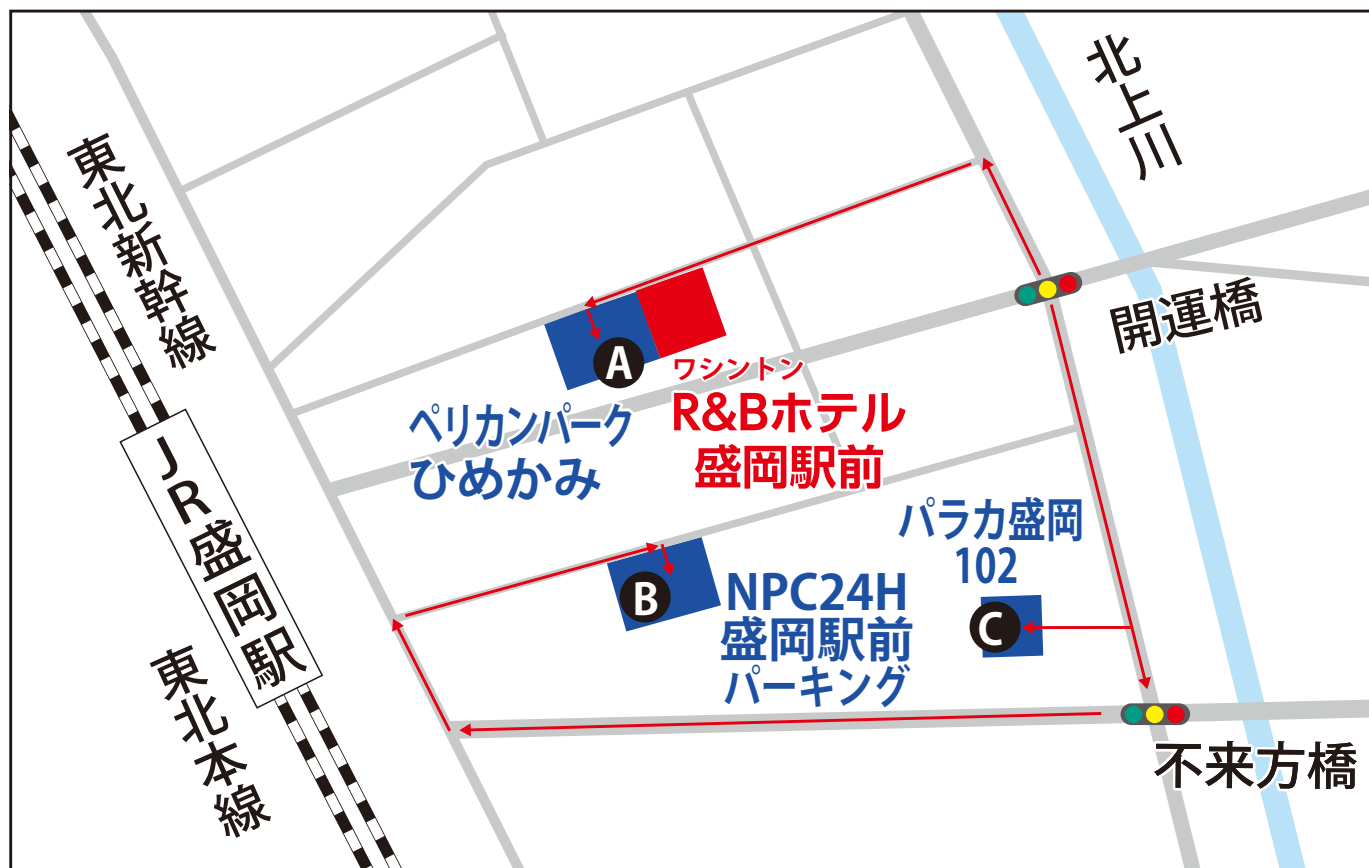 北上川
東北新幹線
開運橋
A
ワシントン
R&Bホテル
盛岡駅前
ペリカンパーク
ひめかみ
JR盛岡駅
パラカ盛岡
102
B
NPC24H
盛岡駅前
パーキング
C
東北本線
不来方橋